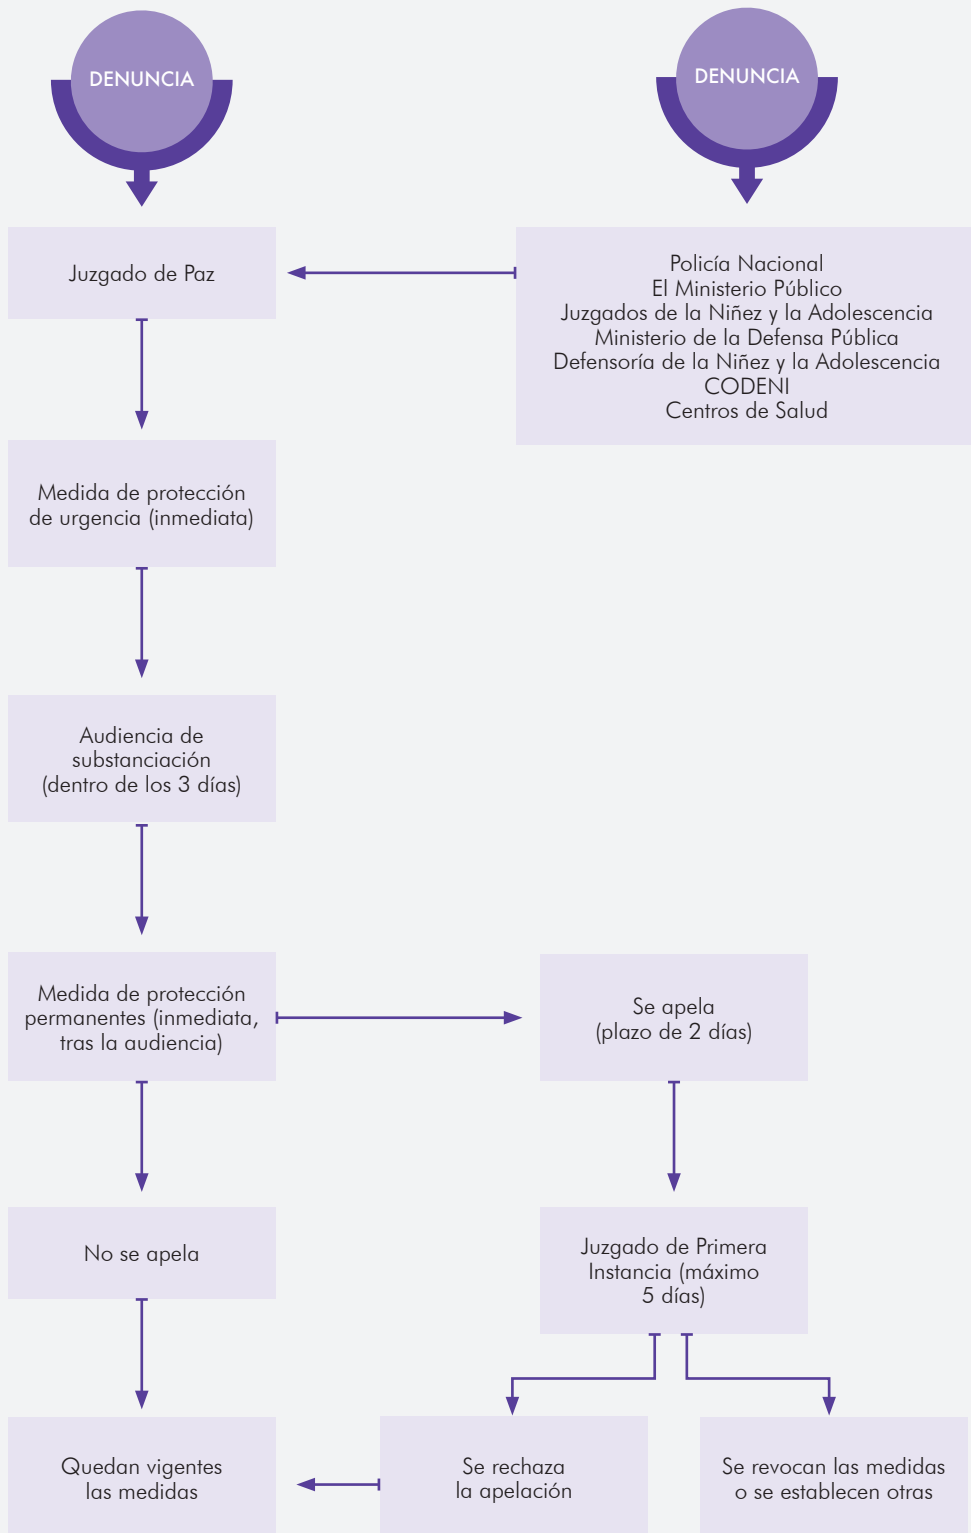 DENUNCIA
DENUNCIA
Juzgado de Paz
Policía Nacional
El Ministerio Público
Juzgados de la Niñez y la Adolescencia
Ministerio de la Defensa Pública
Defensoría de la Niñez y la Adolescencia
CODENI
Centros de Salud
Medida de protección
de urgencia (inmediata)
Audiencia de
substanciación
(dentro de los 3 días)
Medida de protección
permanentes (inmediata,
tras la audiencia)
Se apela
(plazo de 2 días)
No se apela
Juzgado de Primera
Instancia (máximo
5 días)
Quedan vigentes
las medidas
Se rechaza
la apelación
Se revocan las medidas
o se establecen otras